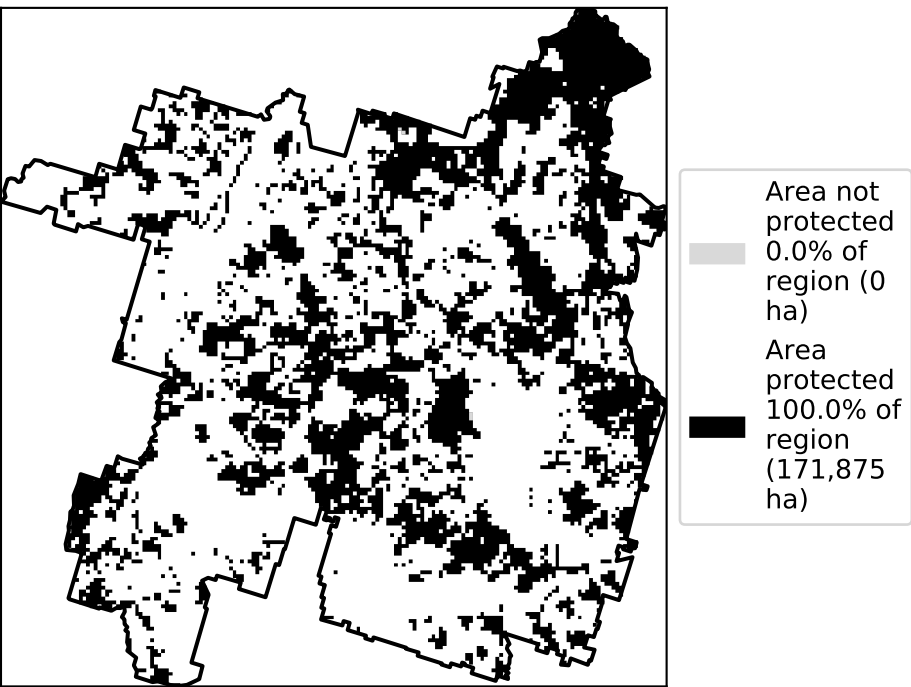 Area not
protected
0.0% of
region (0
ha)
Area
protected
100.0% of
region
(171,875
ha)